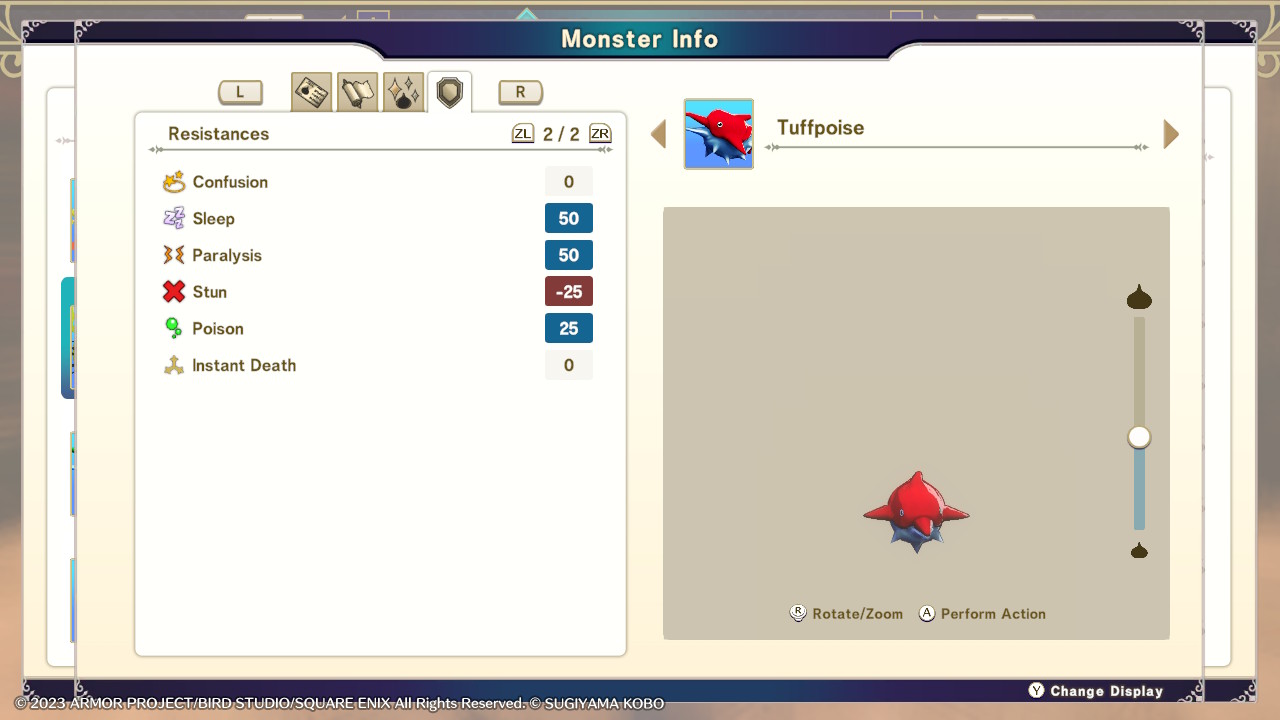 Monster Info
L
R
Resistances
ZL 2 / 2 ZR
Confusion 0
Sleep 50
Paralysis 50
Stun -25
Poison 25
Instant Death 0
Tuffpoise
R Rotate/Zoom A Perform Action
Y Change Display
© 2023 ARMOR PROJECT/BIRD STUDIO/SQUARE ENIX All Rights Reserved. © SUGIYAMA KOBO